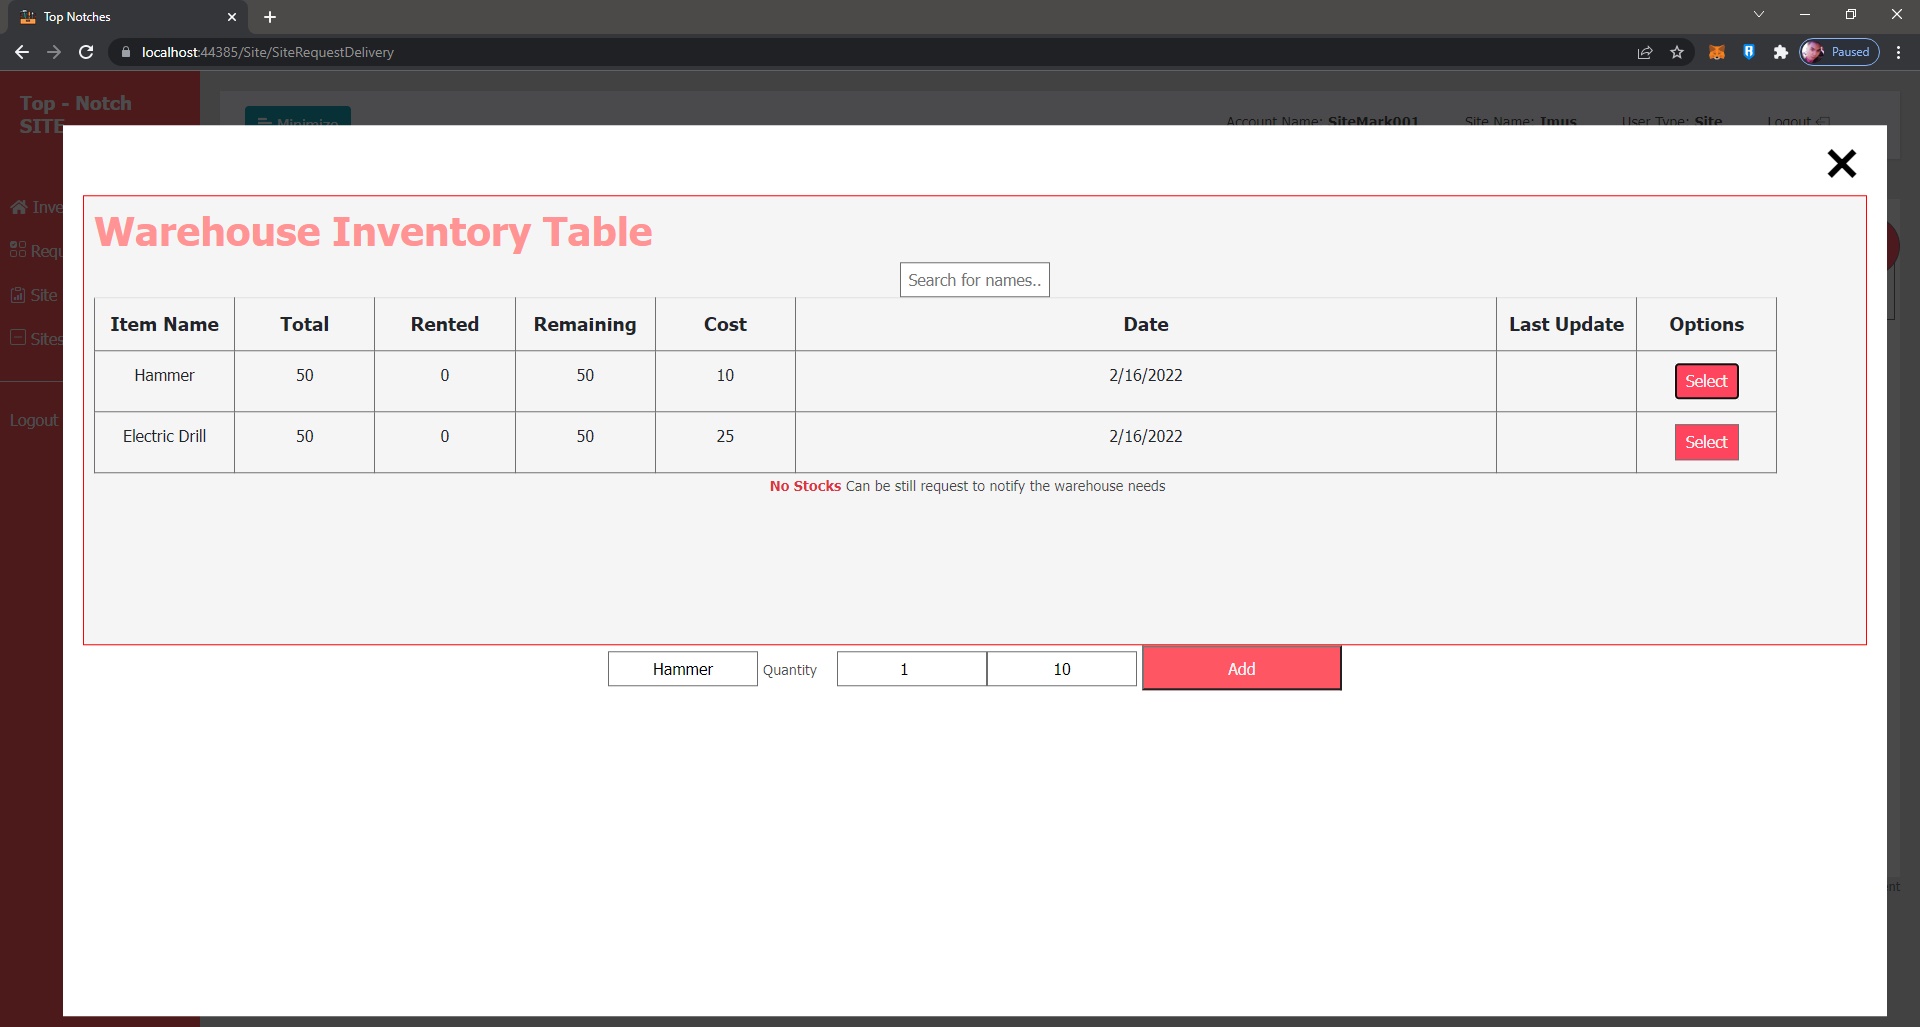 Top Notches
localhost:44385/Site/SiteRequestDelivery
Paused
Top - Notch
SITE
Minimize
Account Name: SiteMark001 Site Name: Imus User Type: Site Logout
Inve
Requ
Site
Sites
Logout
Warehouse Inventory Table
Search for names..
Item Name Total Rented Remaining Cost Date Last Update Options
Hammer 50 0 50 10 2/16/2022 Select
Electric Drill 50 0 50 25 2/16/2022 Select
No Stocks Can be still request to notify the warehouse needs
Hammer Quantity 1 10 Add
nt